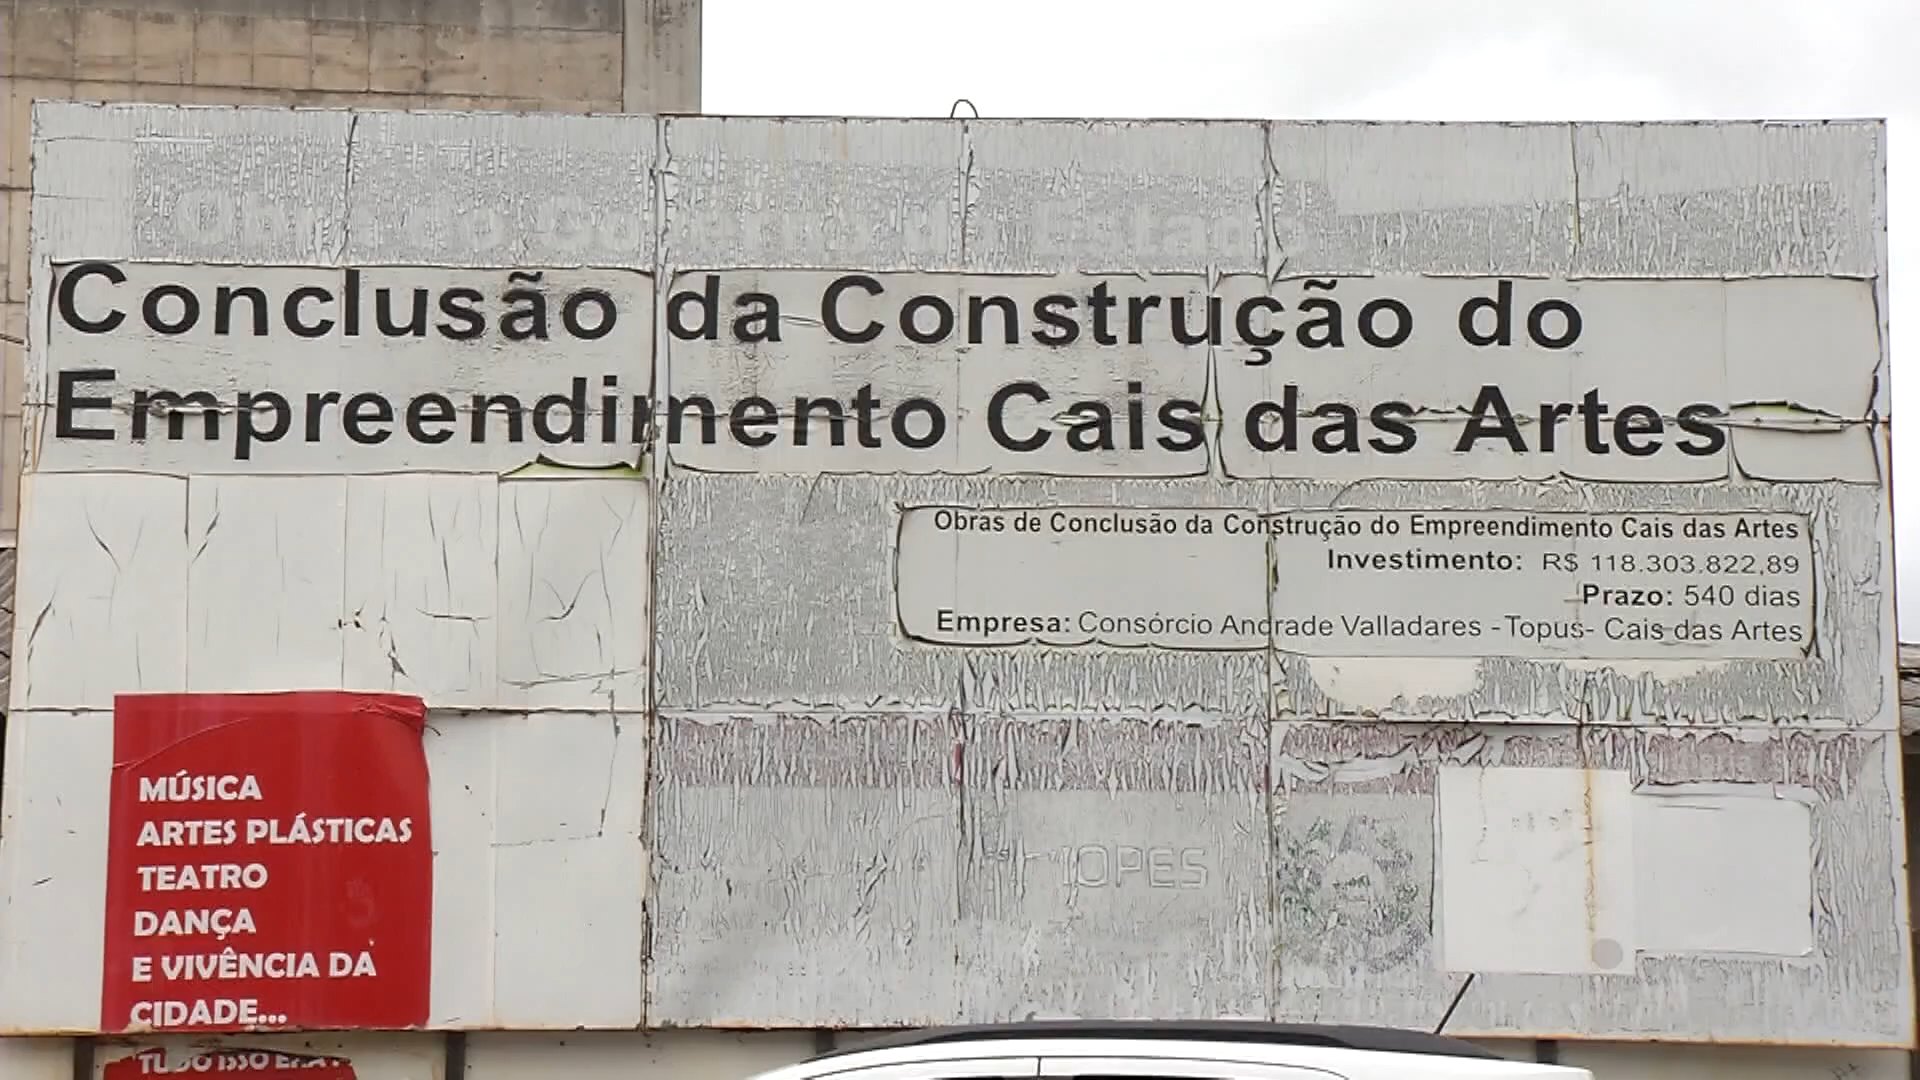 Conclusão da Construção do
Empreendimento Cais das Artes
Obras de Conclusão da Construção do Empreendimento Cais das Artes
Investimento: R$ 118.303.822,89
Prazo: 540 dias
Empresa: Consórcio Andrade Valladares -Topus- Cais das Artes
IOPES
MÚSICA
ARTES PLÁSTICAS
TEATRO
DANÇA
E VIVÊNCIA DA
CIDADE...
TUDO ISSO